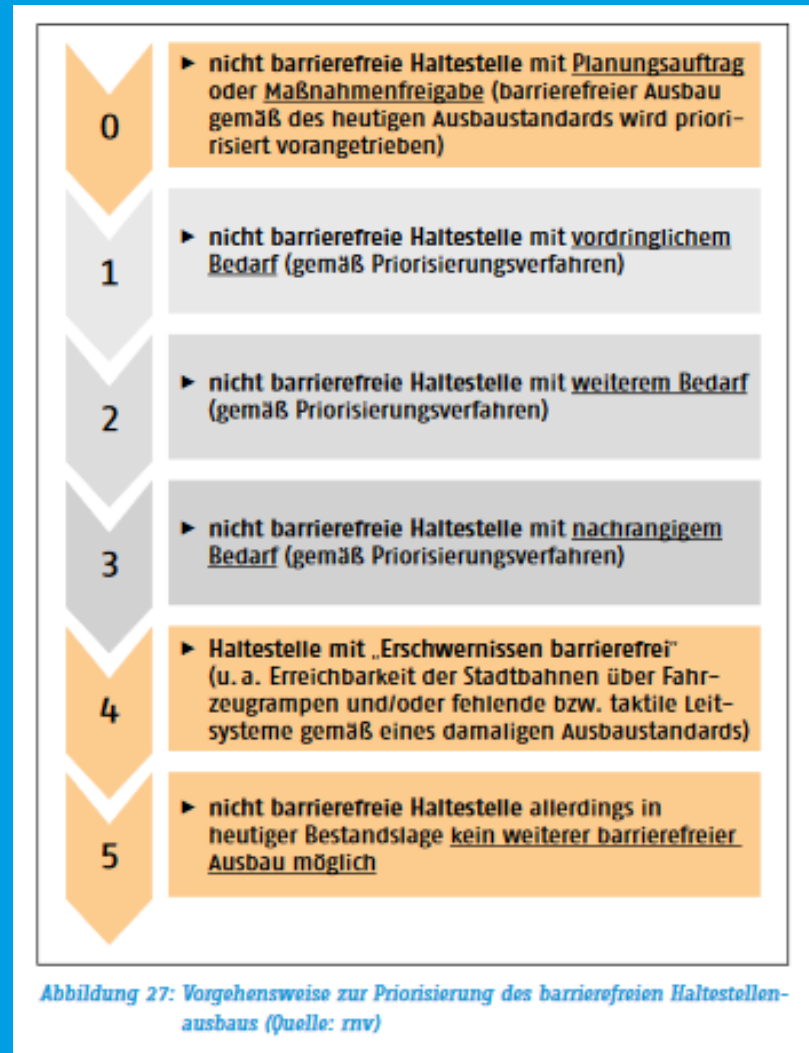 0
► nicht barrierefreie Haltestelle mit Planungsauftrag
oder Maßnahmenfreigabe (barrierefreier Ausbau
gemäß des heutigen Ausbaustandards wird priori-
risiert vorangetrieben)
1
► nicht barrierefreie Haltestelle mit vordringlichem
Bedarf (gemäß Priorisierungsverfahren)
2
► nicht barrierefreie Haltestelle mit weiterem Bedarf
(gemäß Priorisierungsverfahren)
3
► nicht barrierefreie Haltestelle mit nachrangigem
Bedarf (gemäß Priorisierungsverfahren)
4
► Haltestelle mit „Erschwernissen barrierefrei“
(u. a. Erreichbarkeit der Stadtbahnen über Fahr-
zeugrampen und/oder fehlende bzw. taktile Leit-
systeme gemäß eines damaligen Ausbaustandards)
5
► nicht barrierefreie Haltestelle allerdings in
heutiger Bestandslage kein weiterer barrierefreier
Ausbau möglich
Abbildung 27: Vorgehensweise zur Priorisierung des barrierefreien Haltestellen-
ausbaus (Quelle: rnv)